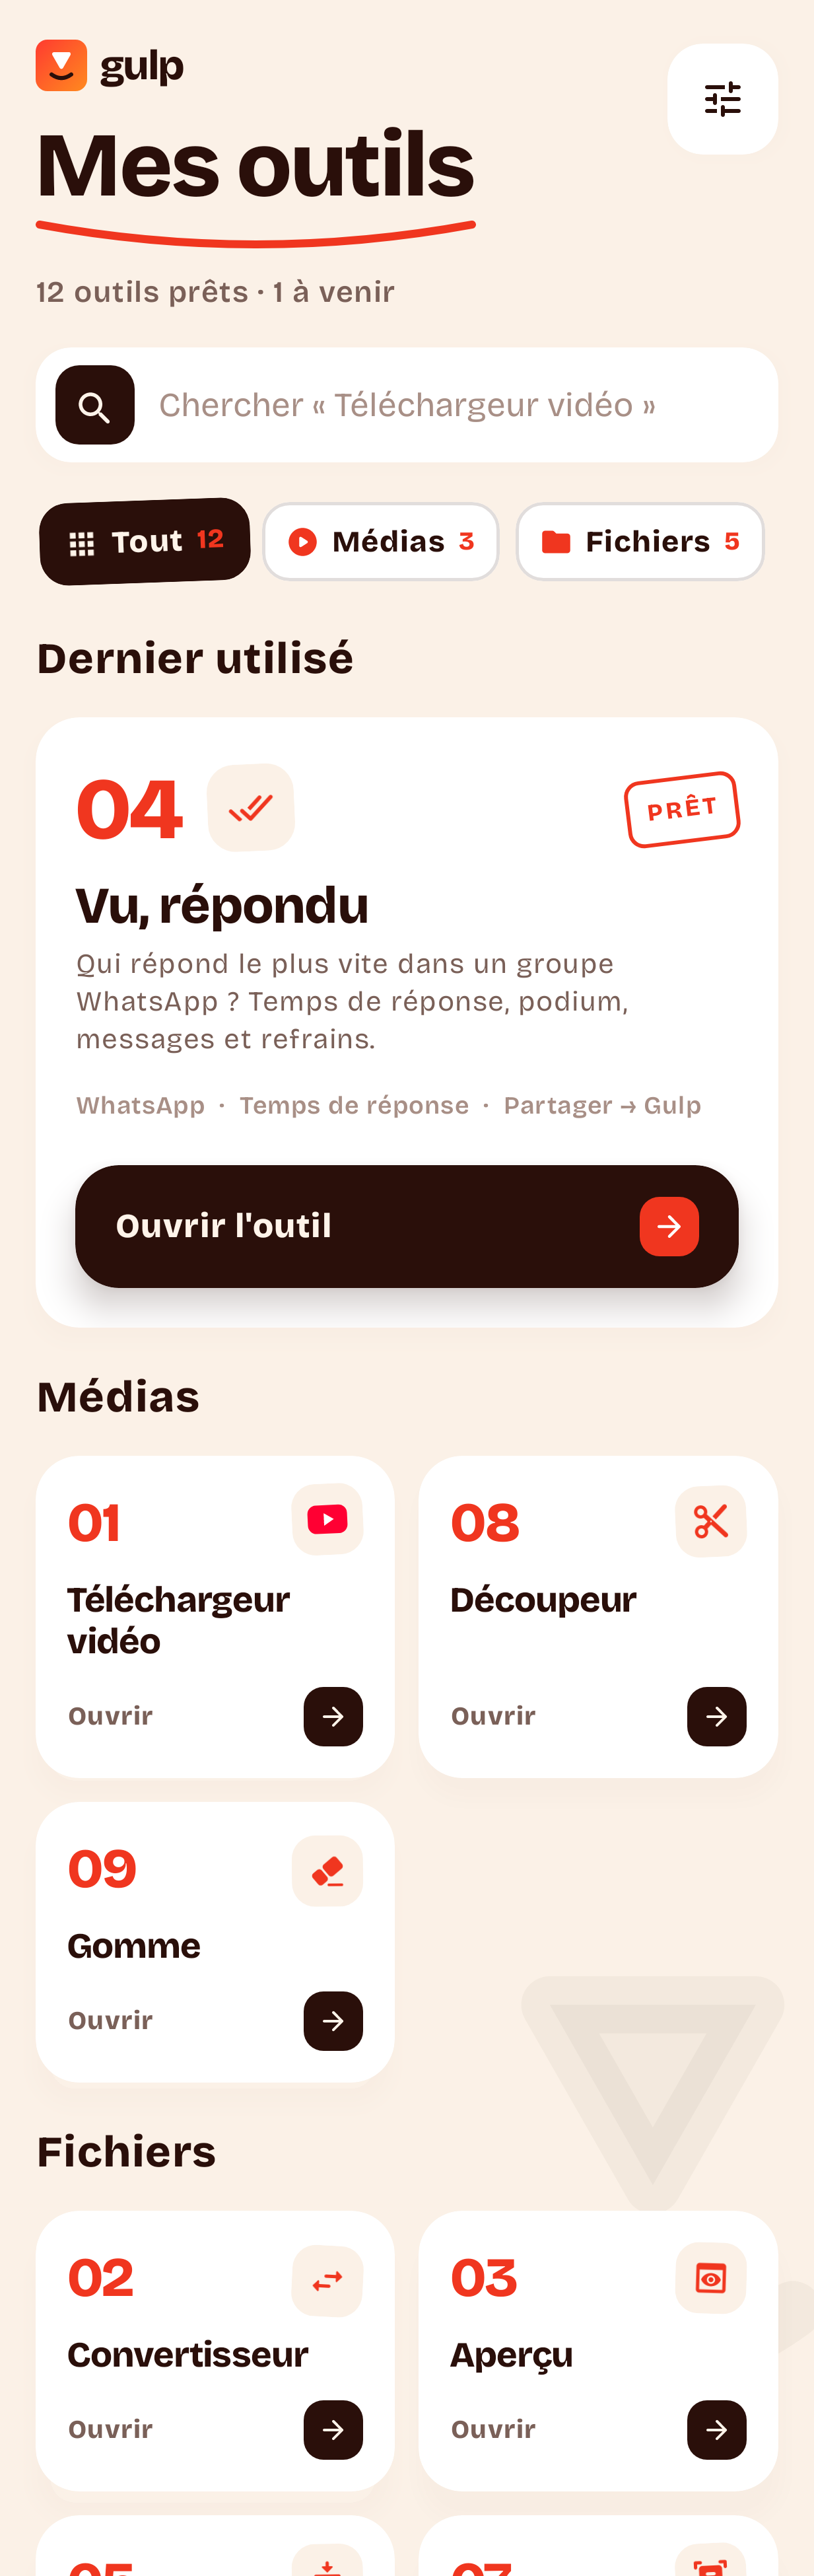 gulp
Mes outils
12 outils prêts · 1 à venir
Chercher « Téléchargeur vidéo »
Tout 12
Médias 3
Fichiers 5
Dernier utilisé
04
PRÊT
Vu, répondu
Qui répond le plus vite dans un groupe
WhatsApp ? Temps de réponse, podium,
messages et refrains.
WhatsApp · Temps de réponse · Partager → Gulp
Ouvrir l'outil
Médias
01
Téléchargeur
vidéo
Ouvrir
08
Découpeur
Ouvrir
09
Gomme
Ouvrir
Fichiers
02
Convertisseur
Ouvrir
03
Aperçu
Ouvrir